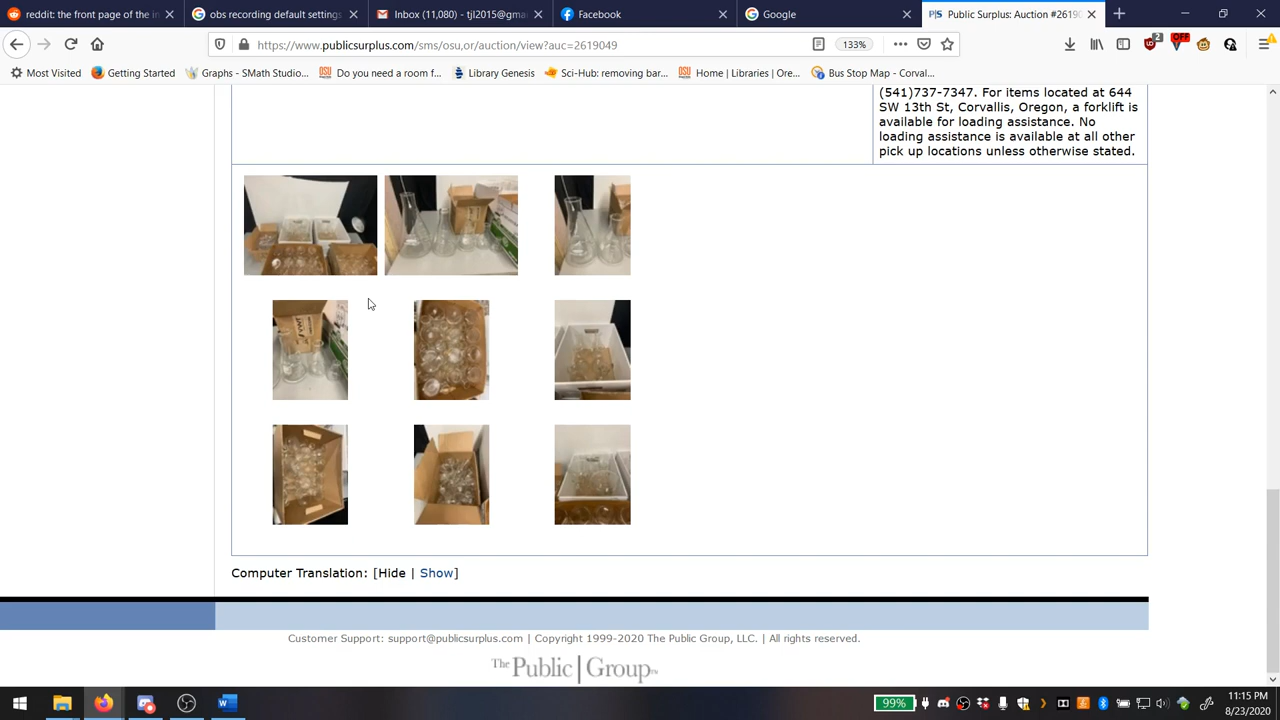 reddit: the front page of the in
obs recording default settings
Inbox (11,080) - tjl2015@gma
Facebook
Google
Public Surplus: Auction #2619
https://www.publicsurplus.com/sms/osu,or/auction/view?auc=2619049
133%
2
OFF
Most Visited
Getting Started
Graphs - SMath Studio...
Do you need a room f...
Library Genesis
Sci-Hub: removing bar...
Home | Libraries | Ore...
Bus Stop Map - Corval...
(541)737-7347. For items located at 644
SW 13th St, Corvallis, Oregon, a forklift is
available for loading assistance. No
loading assistance is available at all other
pick up locations unless otherwise stated.
Computer Translation: [Hide | Show]
Customer Support: support@publicsurplus.com | Copyright 1999-2020 The Public Group, LLC. | All rights reserved.
The Public Group
99%
11:15 PM
8/23/2020